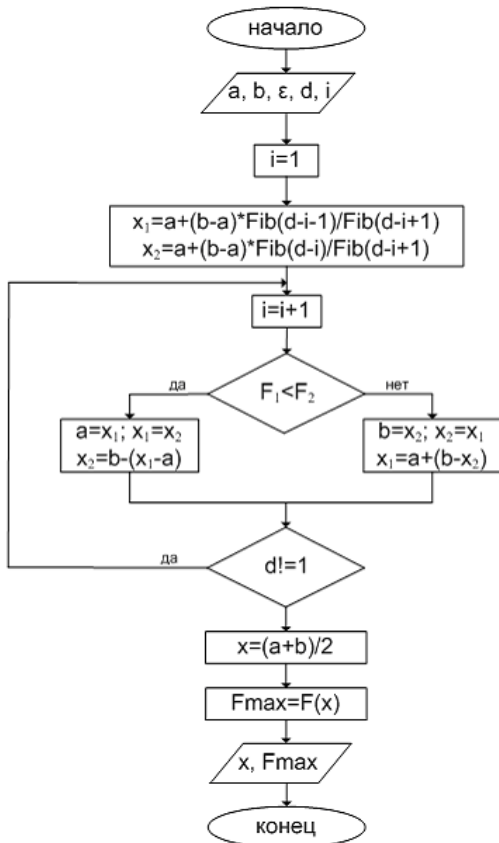 начало
a, b, ε, d, i
i=1
x₁=a+(b-a)*Fib(d-i-1)/Fib(d-i+1)
x₂=a+(b-a)*Fib(d-i)/Fib(d-i+1)
i=i+1
да
F₁<F₂
нет
a=x₁; x₁=x₂
x₂=b-(x₁-a)
b=x₂; x₂=x₁
x₁=a+(b-x₂)
да
d!=1
x=(a+b)/2
Fmax=F(x)
x, Fmax
конец